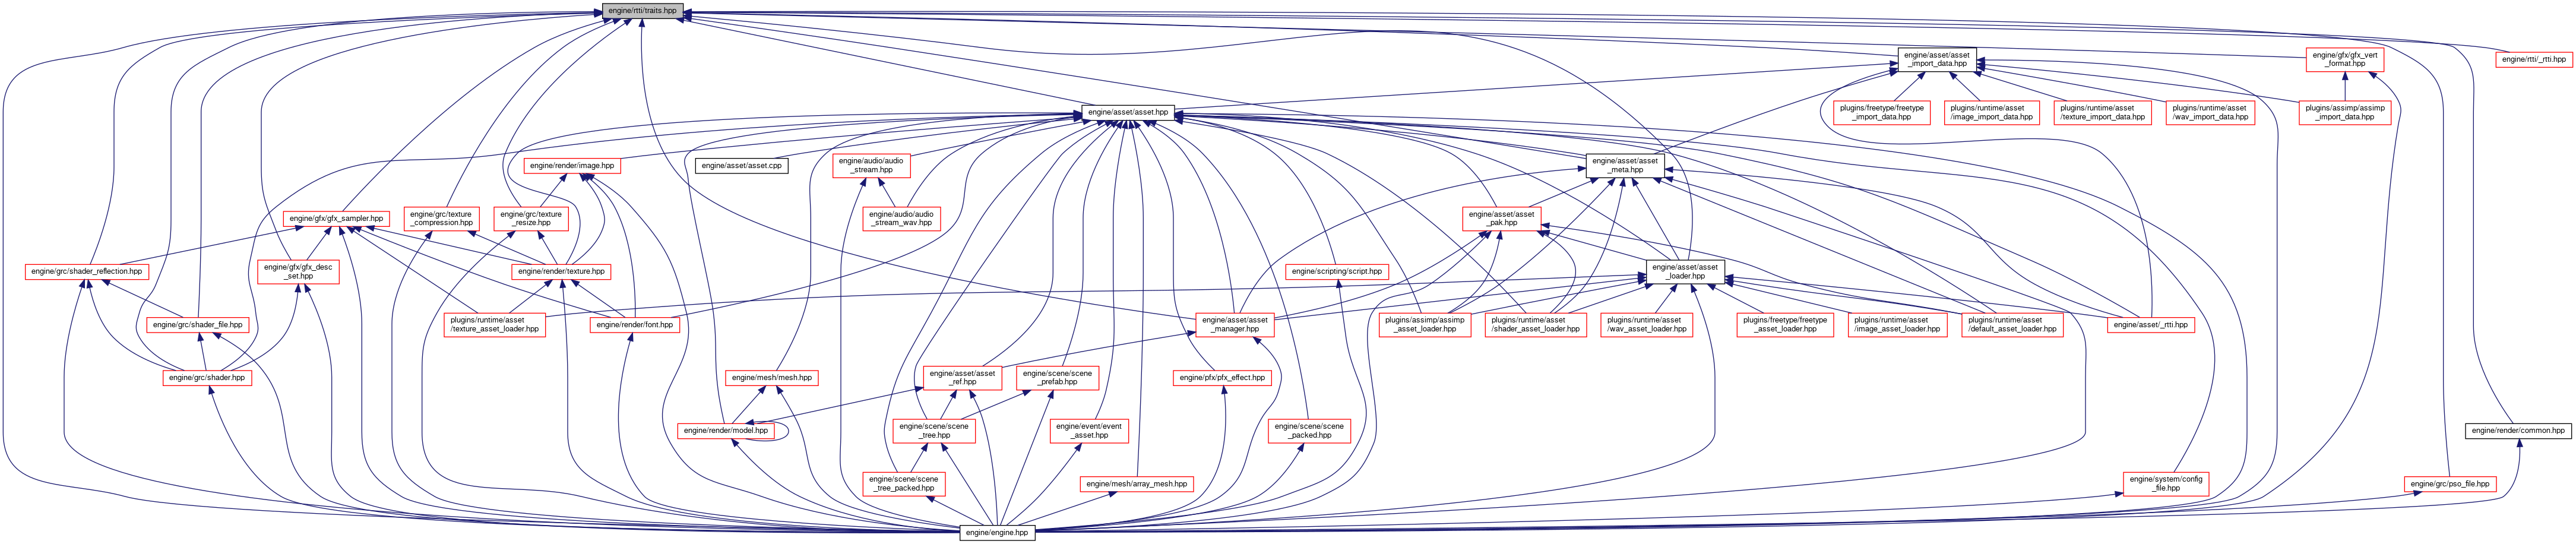 engine/rtti/traits.hpp
engine/asset/asset
_import_data.hpp
engine/gfx/gfx_vert
_format.hpp
engine/rtti/_rtti.hpp
engine/asset/asset.hpp
plugins/freetype/freetype
_import_data.hpp
plugins/runtime/asset
/image_import_data.hpp
plugins/runtime/asset
/texture_import_data.hpp
plugins/runtime/asset
/wav_import_data.hpp
plugins/assimp/assimp
_import_data.hpp
engine/render/image.hpp
engine/asset/asset.cpp
engine/audio/audio
_stream.hpp
engine/asset/asset
_meta.hpp
engine/gfx/gfx_sampler.hpp
engine/grc/texture
_compression.hpp
engine/grc/texture
_resize.hpp
engine/audio/audio
_stream_wav.hpp
engine/asset/asset
_pak.hpp
engine/grc/shader_reflection.hpp
engine/gfx/gfx_desc
_set.hpp
engine/render/texture.hpp
engine/scripting/script.hpp
engine/asset/asset
_loader.hpp
engine/grc/shader_file.hpp
plugins/runtime/asset
/texture_asset_loader.hpp
engine/render/font.hpp
engine/asset/asset
_manager.hpp
plugins/assimp/assimp
_asset_loader.hpp
plugins/runtime/asset
/shader_asset_loader.hpp
plugins/runtime/asset
/wav_asset_loader.hpp
plugins/freetype/freetype
_asset_loader.hpp
plugins/runtime/asset
/image_asset_loader.hpp
plugins/runtime/asset
/default_asset_loader.hpp
engine/asset/_rtti.hpp
engine/grc/shader.hpp
engine/mesh/mesh.hpp
engine/asset/asset
_ref.hpp
engine/scene/scene
_prefab.hpp
engine/pfx/pfx_effect.hpp
engine/render/model.hpp
engine/scene/scene
_tree.hpp
engine/event/event
_asset.hpp
engine/scene/scene
_packed.hpp
engine/render/common.hpp
engine/scene/scene
_tree_packed.hpp
engine/mesh/array_mesh.hpp
engine/system/config
_file.hpp
engine/grc/pso_file.hpp
engine/engine.hpp